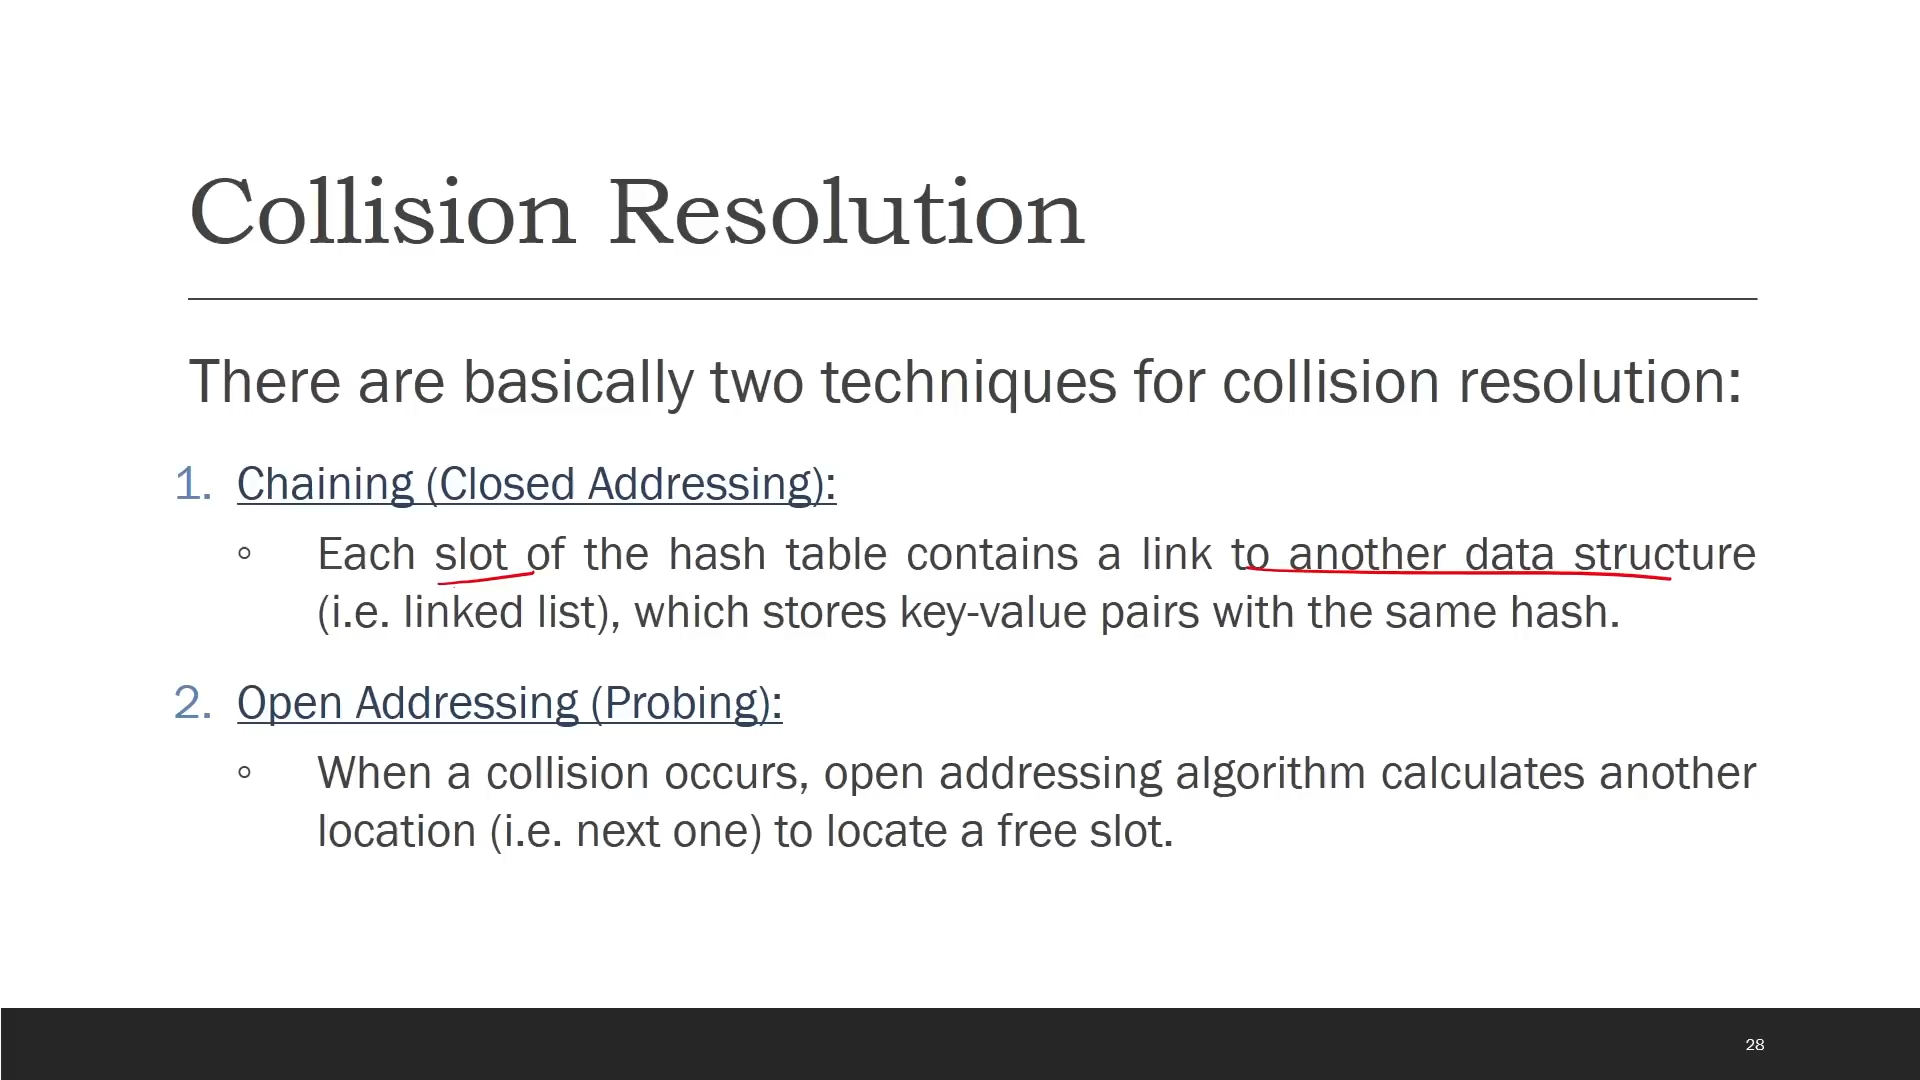 Collision Resolution
There are basically two techniques for collision resolution:
1. Chaining (Closed Addressing):
◦ Each slot of the hash table contains a link to another data structure
(i.e. linked list), which stores key-value pairs with the same hash.
2. Open Addressing (Probing):
◦ When a collision occurs, open addressing algorithm calculates another
location (i.e. next one) to locate a free slot.
28